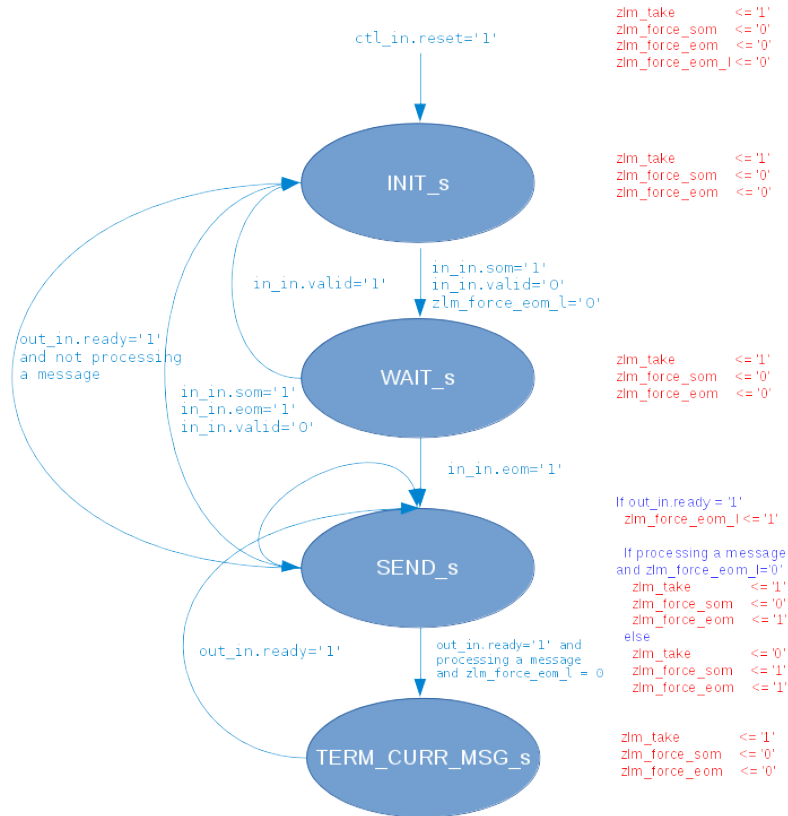 ctl_in.reset='1'
zlm_take <= '1'
zlm_force_som <= '0'
zlm_force_eom <= '0'
zlm_force_eom_l <= '0'
INIT_s
zlm_take <= '1'
zlm_force_som <= '0'
zlm_force_eom <= '0'
in_in.valid='1'
in_in.som='1'
in_in.valid='0'
zlm_force_eom_l='0'
out_in.ready='1'
and not processing
a message
WAIT_s
zlm_take <= '1'
zlm_force_som <= '0'
zlm_force_eom <= '0'
in_in.som='1'
in_in.eom='1'
in_in.valid='0'
in_in.eom='1'
If out_in.ready = '1'
zlm_force_eom_l <= '1'
SEND_s
If processing a message
and zlm_force_eom_l='0'
zlm_take <= '1'
zlm_force_som <= '0'
zlm_force_eom <= '1'
else
zlm_take <= '0'
zlm_force_som <= '1'
zlm_force_eom <= '1'
out_in.ready='1'
out_in.ready='1' and
processing a message
and zlm_force_eom_l = 0
TERM_CURR_MSG_s
zlm_take <= '1'
zlm_force_som <= '0'
zlm_force_eom <= '0'